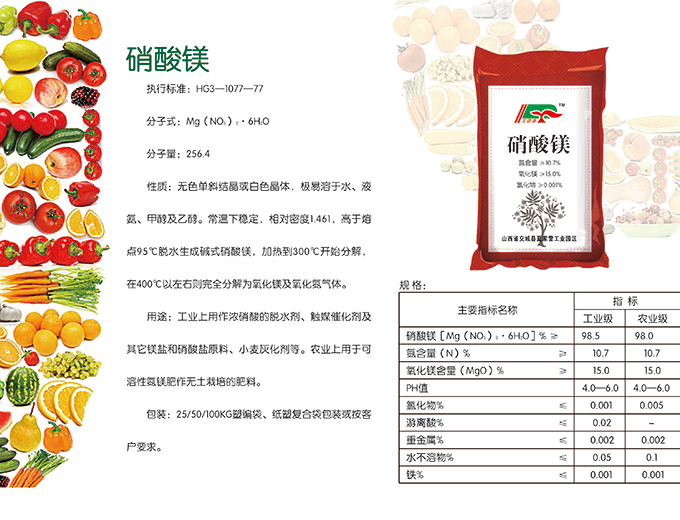 硝酸镁
执行标准：HG3—1077—77
分子式：Mg（NO₃）₂・6H₂O
分子量：256.4
性质：无色单斜结晶或白色晶体，极易溶于水、液
氨、甲醇及乙醇。常温下稳定，相对密度1.461，高于熔
点95℃脱水生成碱式硝酸镁，加热到300℃开始分解，
在400℃以左右则完全分解为氧化镁及氧化氮气体。
用途：工业上用作浓硝酸的脱水剂、触媒催化剂及
其它镁盐和硝酸盐原料、小麦灰化剂等。农业上用于可
溶性氮镁肥作无土栽培的肥料。
包装：25/50/100KG塑编袋、纸塑复合袋包装或按客
户要求。
TM
硝酸镁
氮含量 ≥10.7%
氧化镁 ≥15.0%
氯化物 ≥0.001%
山西省交城县夏家营工业园区
规格：
主要指标名称 指 标
工业级 农业级
硝酸镁［Mg（NO₃）₂・6H₂O］% ≥ 98.5 98.0
氮含量（N）% ≥ 10.7 10.7
氧化镁含量（MgO）% ≥ 15.0 15.0
PH值 4.0—6.0 4.0—6.0
氯化物% ≤ 0.001 0.005
游离酸% ≤ 0.02 –
重金属% ≤ 0.002 0.002
水不溶物% ≤ 0.05 0.1
铁% ≤ 0.001 0.001